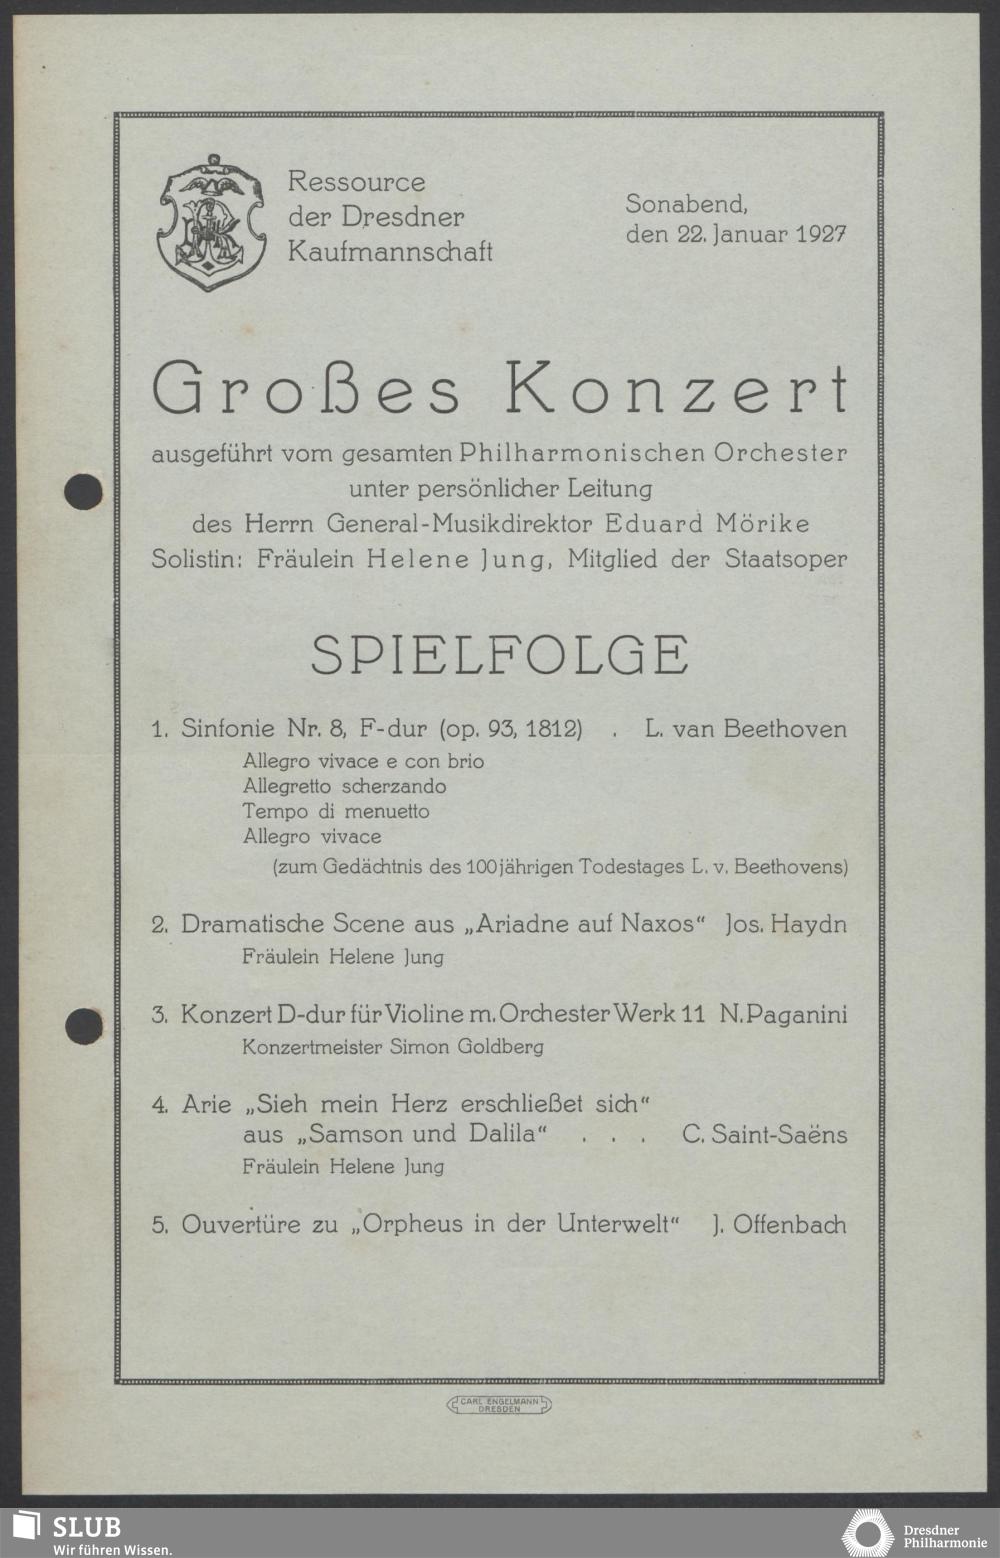 Ressource
der Dresdner
Kaufmannschaft
Sonabend,
den 22. Januar 1927
Großes Konzert
ausgeführt vom gesamten Philharmonischen Orchester
unter persönlicher Leitung
des Herrn General-Musikdirektor Eduard Mörike
Solistin: Fräulein Helene Jung, Mitglied der Staatsoper
SPIELFOLGE
1. Sinfonie Nr. 8, F-dur (op. 93, 1812) . L. van Beethoven
Allegro vivace e con brio
Allegretto scherzando
Tempo di menuetto
Allegro vivace
(zum Gedächtnis des 100jährigen Todestages L. v. Beethovens)
2. Dramatische Scene aus „Ariadne auf Naxos“ Jos. Haydn
Fräulein Helene Jung
3. Konzert D-dur für Violine m. Orchester Werk 11 N. Paganini
Konzertmeister Simon Goldberg
4. Arie „Sieh mein Herz erschließet sich“
aus „Samson und Dalila“ . . . C. Saint-Saëns
Fräulein Helene Jung
5. Ouvertüre zu „Orpheus in der Unterwelt“ J. Offenbach
CARL ENGELMANN
DRESDEN
SLUB
Wir führen Wissen.
Dresdner
Philharmonie